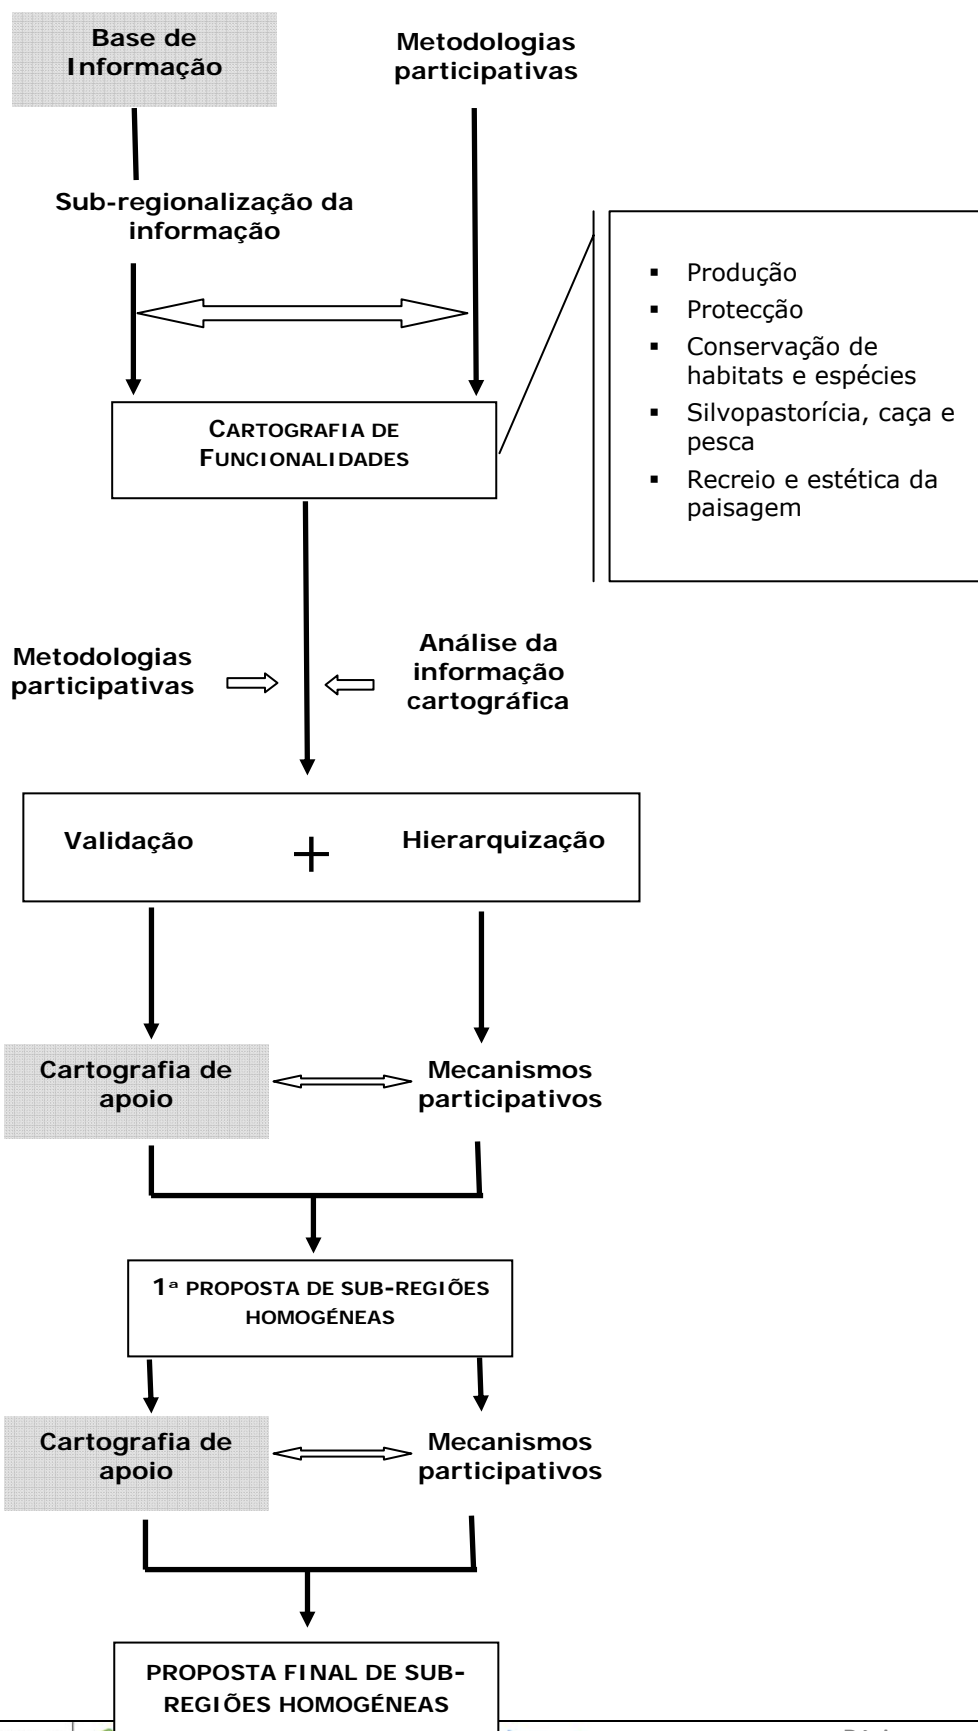 Base de
Informação
Metodologias
participativas
Sub-regionalização da
informação
▪ Produção
▪ Protecção
▪ Conservação de
habitats e espécies
▪ Silvopastorícia, caça e
pesca
▪ Recreio e estética da
paisagem
CARTOGRAFIA DE
FUNCIONALIDADES
Metodologias
participativas
Análise da
informação
cartográfica
Validação + Hierarquização
Cartografia de
apoio
Mecanismos
participativos
1ª PROPOSTA DE SUB-REGIÕES
HOMOGÉNEAS
Cartografia de
apoio
Mecanismos
participativos
PROPOSTA FINAL DE SUB-
REGIÕES HOMOGÉNEAS